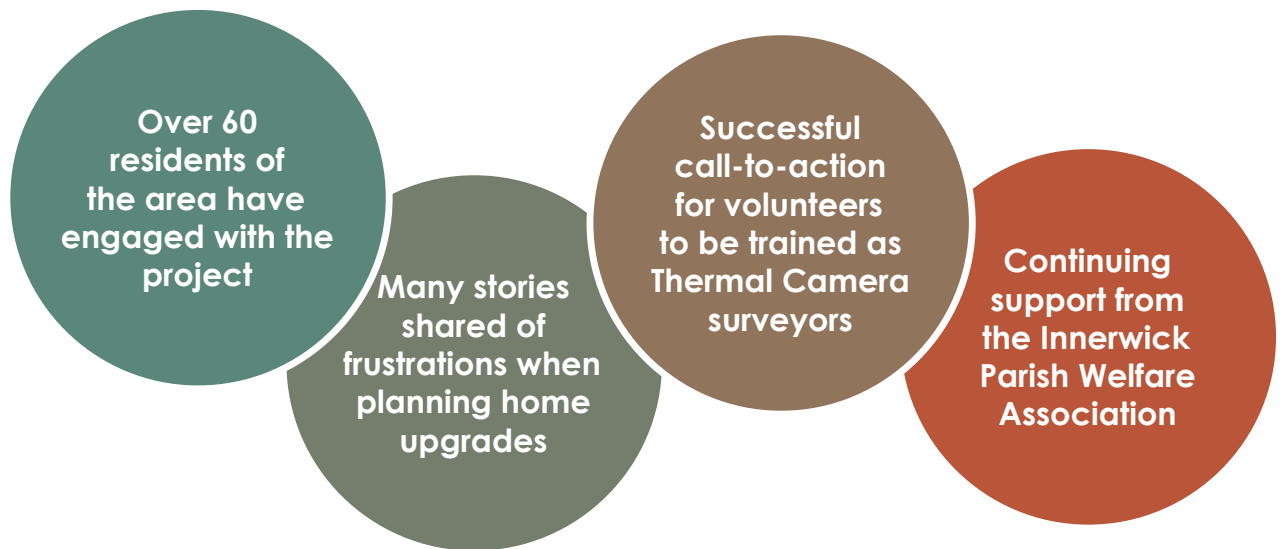 Over 60
residents of
the area have
engaged with the
project
Many stories
shared of
frustrations when
planning home
upgrades
Successful
call-to-action
for volunteers
to be trained as
Thermal Camera
surveyors
Continuing
support from
the Innerwick
Parish Welfare
Association